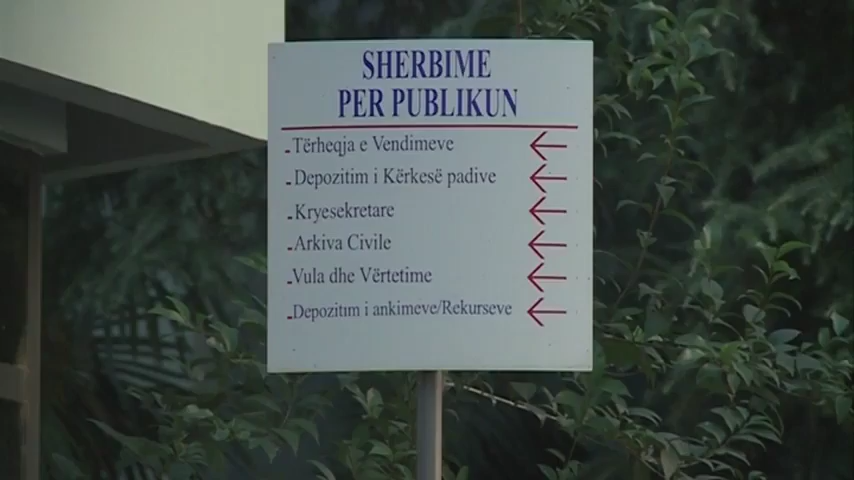 SHERBIME
PER PUBLIKUN
-Tërheqja e Vendimeve
-Depozitim i Kërkesë padive
-Kryesekretare
-Arkiva Civile
-Vula dhe Vërtetime
-Depozitim i ankimeve/Rekurseve